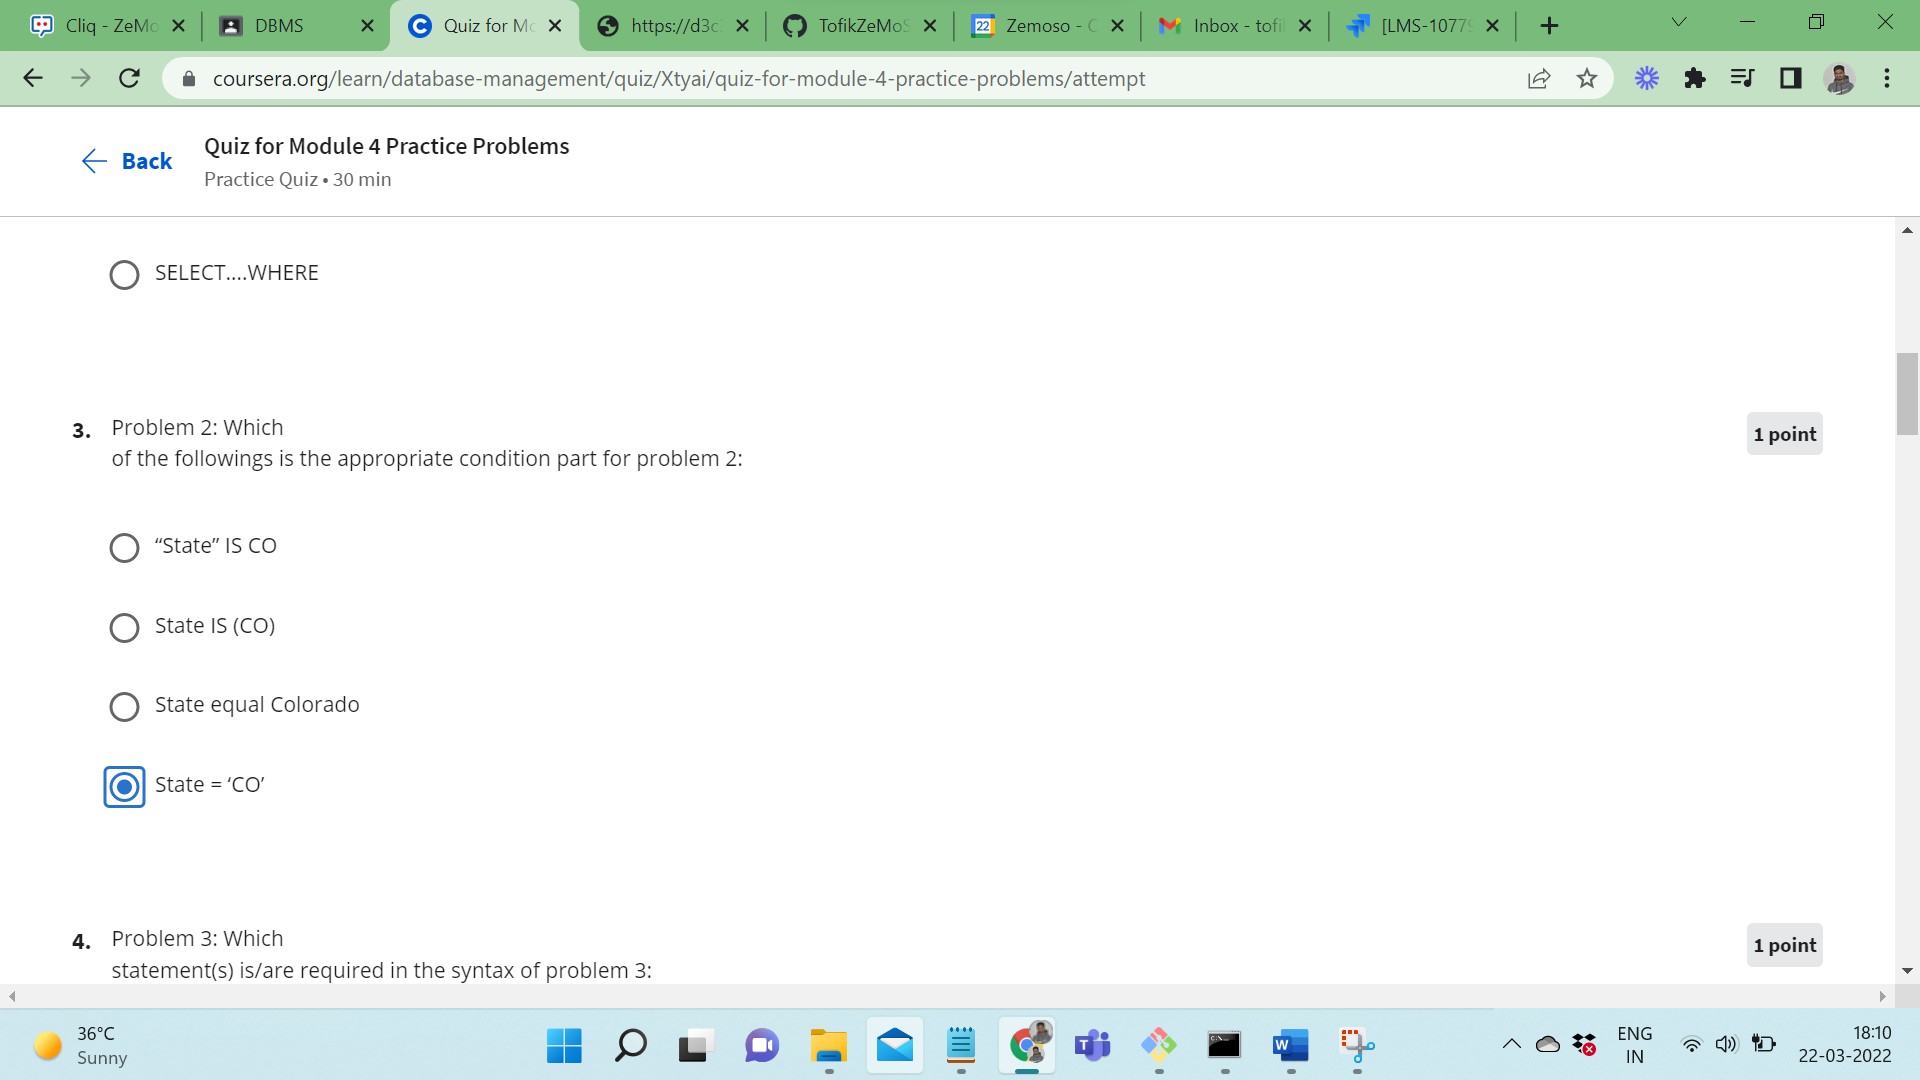 Cliq - ZeMo
DBMS
Quiz for Mo
https://d3c
TofikZeMoS
22
Zemoso - C
Inbox - tofi
[LMS-10779
coursera.org/learn/database-management/quiz/Xtyai/quiz-for-module-4-practice-problems/attempt
Back
Quiz for Module 4 Practice Problems
Practice Quiz • 30 min
SELECT....WHERE
3. Problem 2: Which
of the followings is the appropriate condition part for problem 2:
1 point
“State” IS CO
State IS (CO)
State equal Colorado
State = ‘CO’
4. Problem 3: Which
statement(s) is/are required in the syntax of problem 3:
1 point
36°C
Sunny
ENG
IN
18:10
22-03-2022